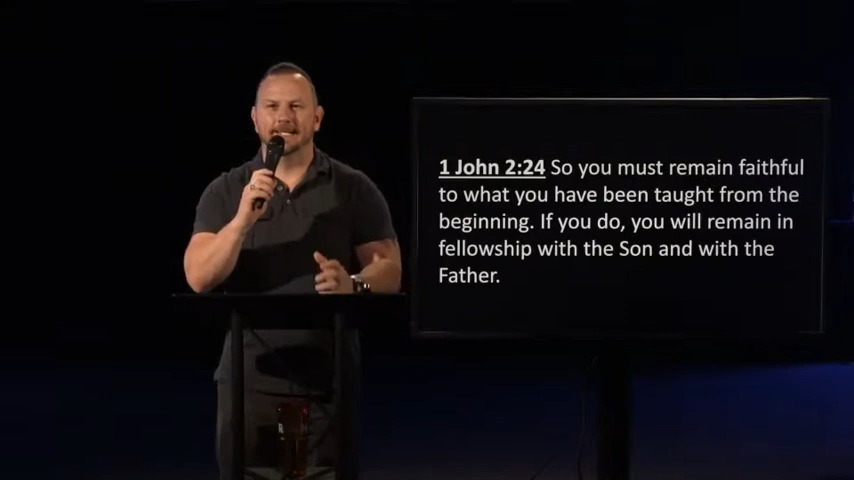 1 John 2:24 So you must remain faithful
to what you have been taught from the
beginning. If you do, you will remain in
fellowship with the Son and with the
Father.